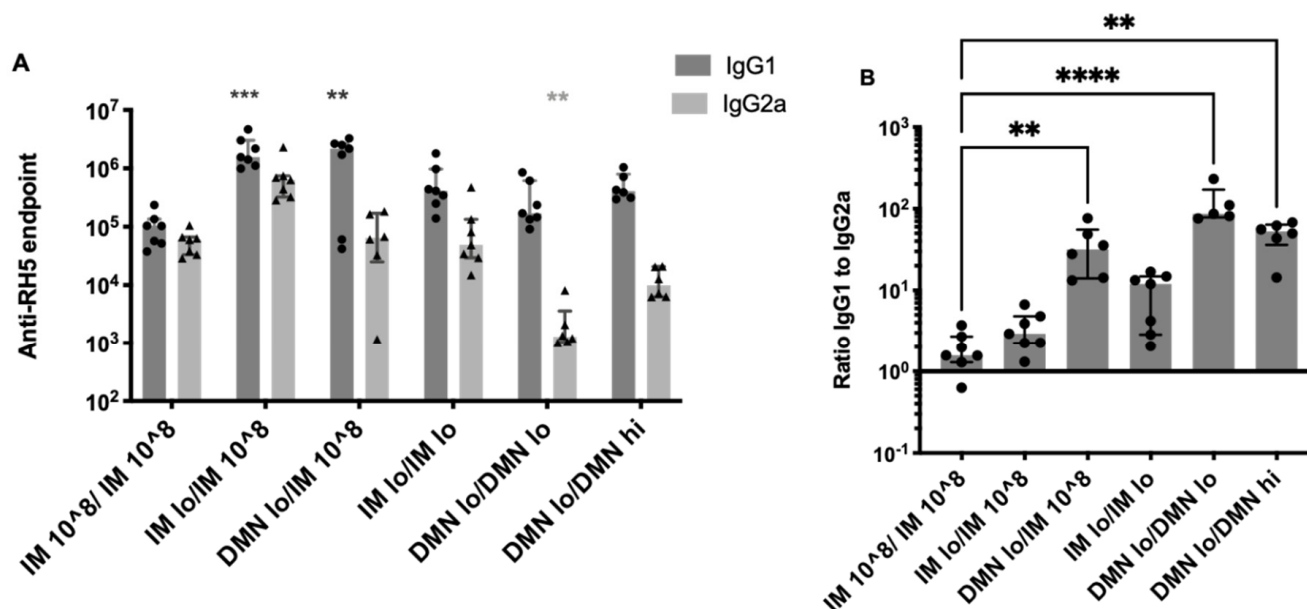 A
*** ** **
IgG1
IgG2a
Anti-RH5 endpoint
10^7
10^6
10^5
10^4
10^3
10^2
IM 10^8/ IM 10^8
IM lo/IM 10^8
DMN lo/IM 10^8
IM lo/IM lo
DMN lo/DMN lo
DMN lo/DMN hi
B
**
****
**
Ratio IgG1 to IgG2a
10^3
10^2
10^1
10^0
10^-1
IM 10^8/ IM 10^8
IM lo/IM 10^8
DMN lo/IM 10^8
IM lo/IM lo
DMN lo/DMN lo
DMN lo/DMN hi